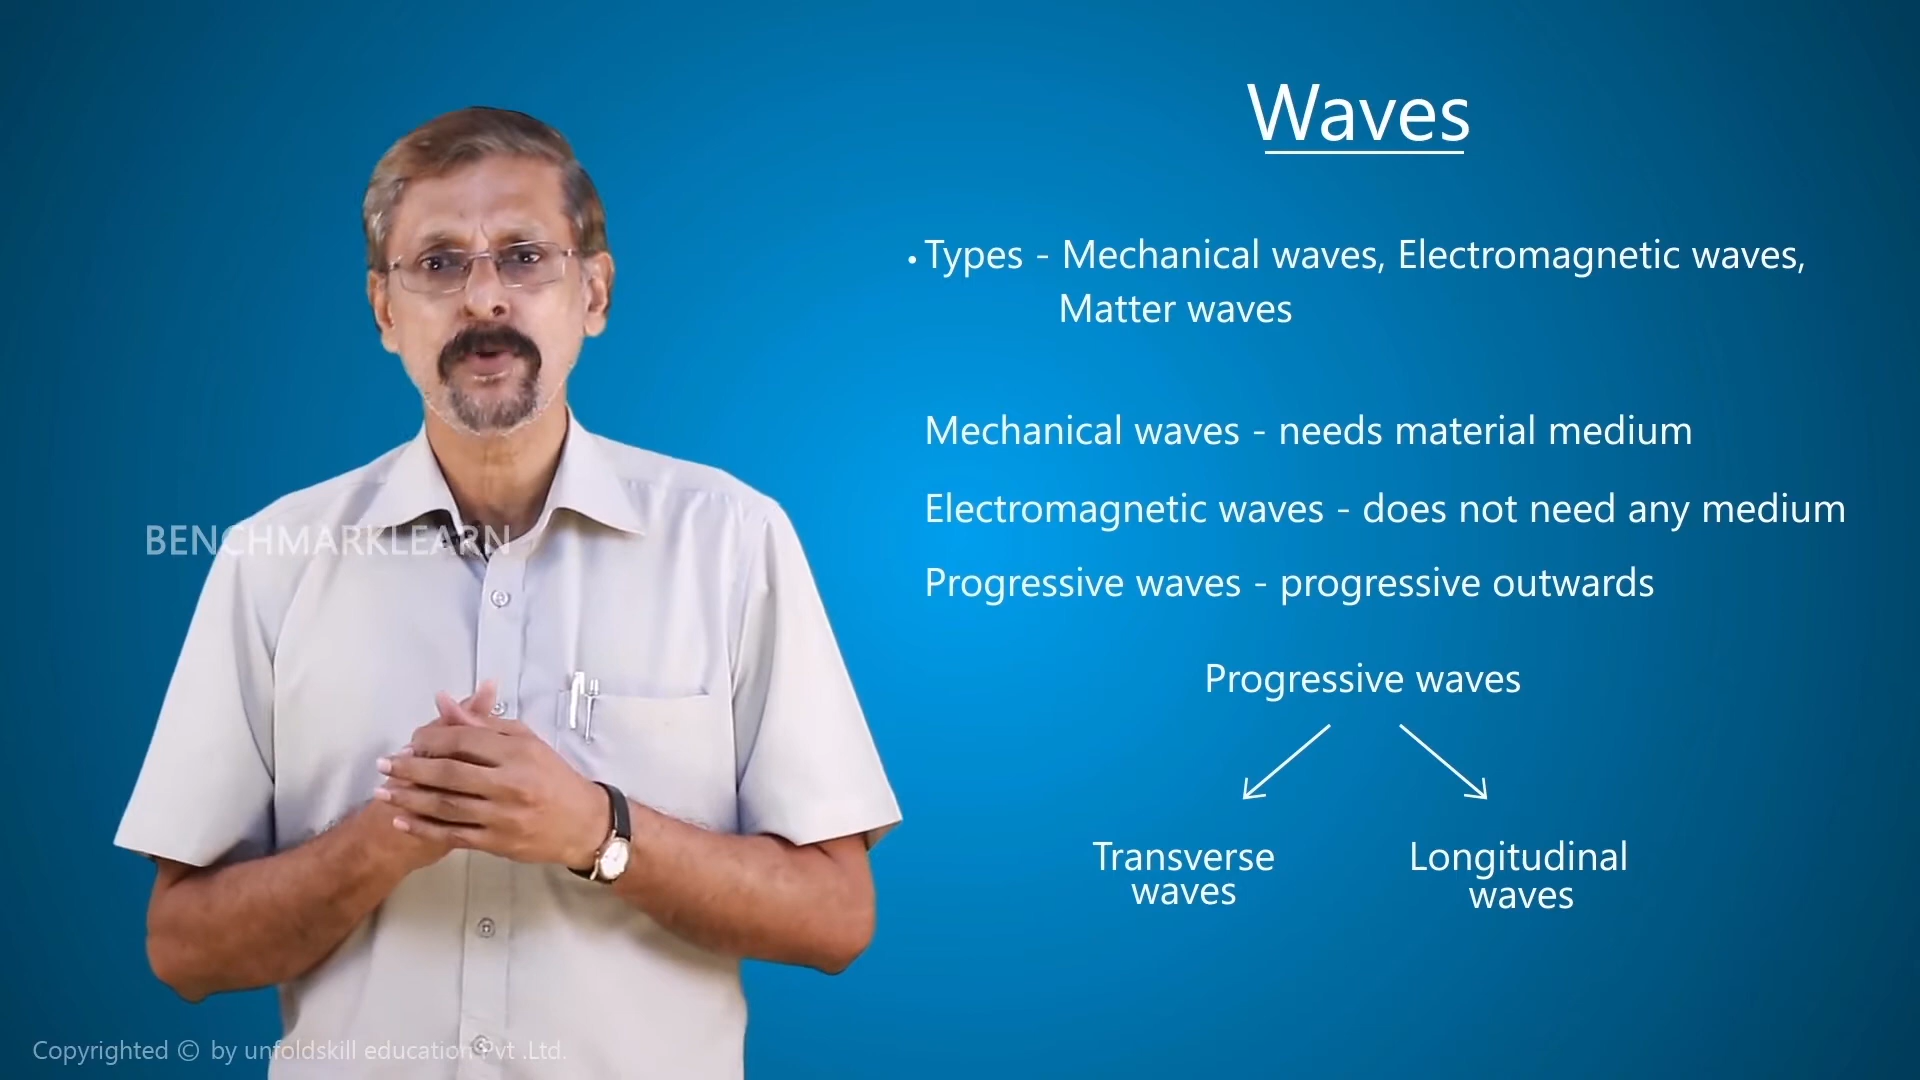 Waves
• Types - Mechanical waves, Electromagnetic waves,
Matter waves
Mechanical waves - needs material medium
Electromagnetic waves - does not need any medium
Progressive waves - progressive outwards
Progressive waves
Transverse
waves
Longitudinal
waves
BENCHMARKLEARN
Copyrighted © by unfoldskill education Pvt .Ltd.